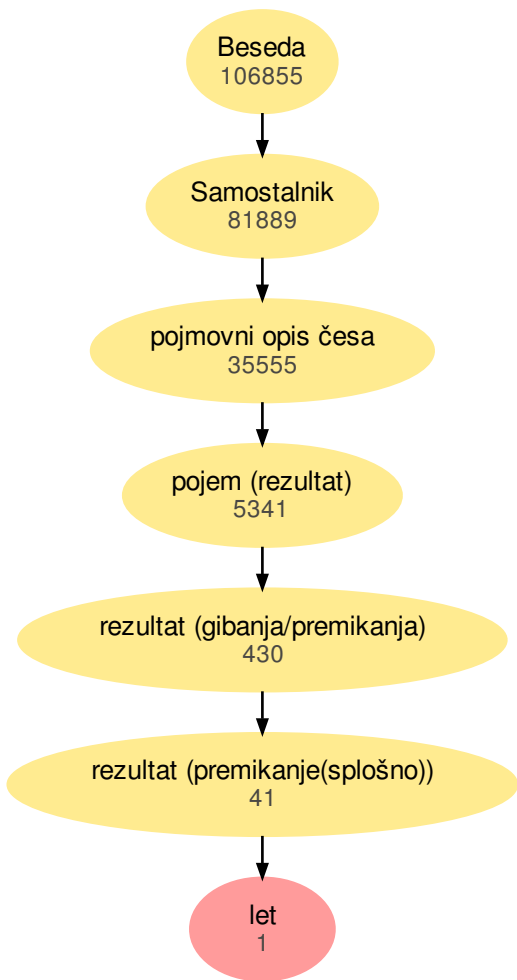 Beseda
106855
Samostalnik
81889
pojmovni opis česa
35555
pojem (rezultat)
5341
rezultat (gibanja/premikanja)
430
rezultat (premikanje(splošno))
41
let
1